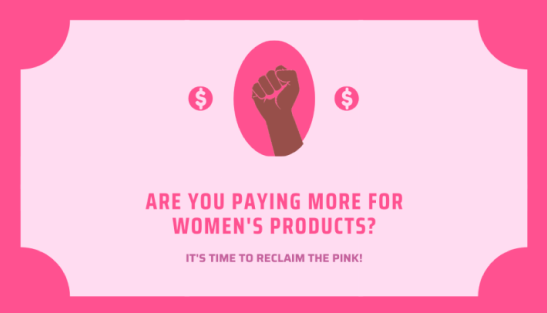 $ $
ARE YOU PAYING MORE FOR
WOMEN'S PRODUCTS?
IT'S TIME TO RECLAIM THE PINK!